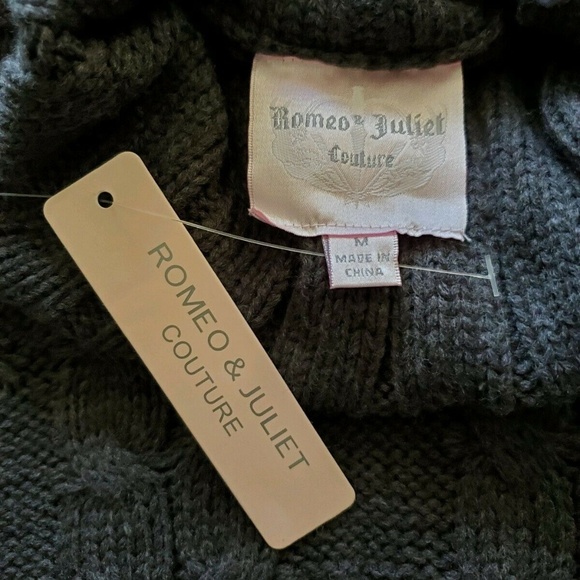 Romeo & Juliet
Couture
M
MADE IN
CHINA
ROMEO & JULIET
COUTURE